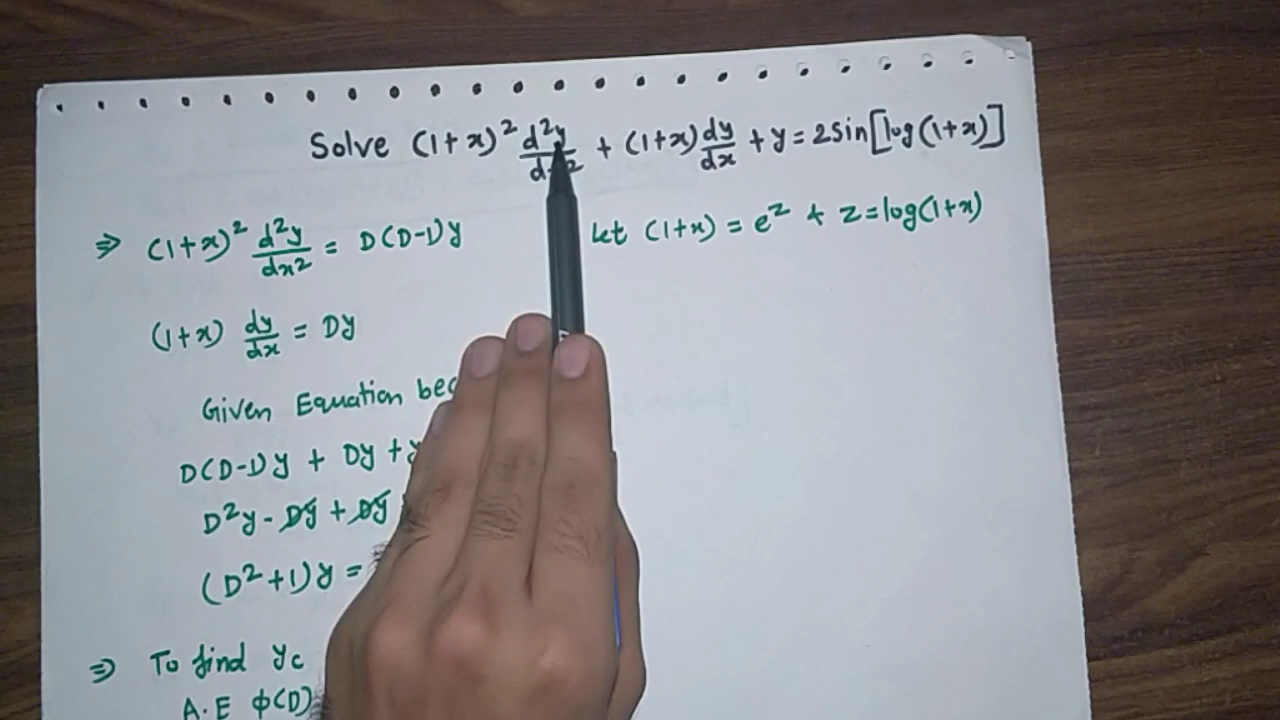 Solve (1+x)² d²y/dx² + (1+x) dy/dx + y = 2sin[log(1+x)]
⇒ (1+x)² d²y/dx² = D(D-1)y let (1+x) = e^z & z=log(1+x)
(1+x) dy/dx = Dy
Given Equation
D(D-1)y + Dy +
D²y - Dy + Dy
(D²+1)y =
⇒ To find yc
A.E ϕ(D)